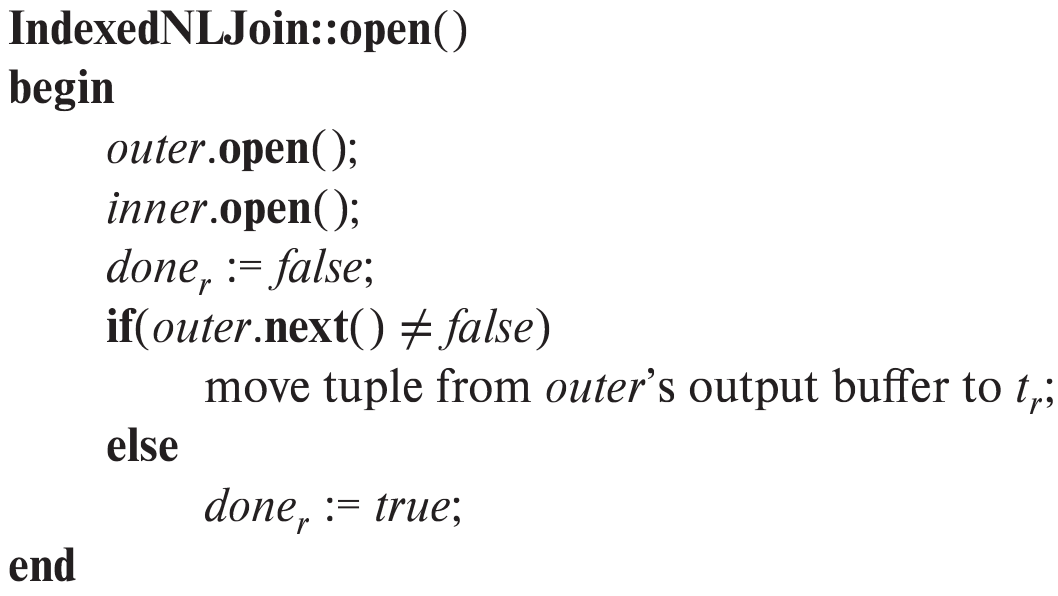 IndexedNLJoin::open()
begin
outer.open();
inner.open();
done_r := false;
if(outer.next() ≠ false)
move tuple from outer’s output buffer to t_r;
else
done_r := true;
end